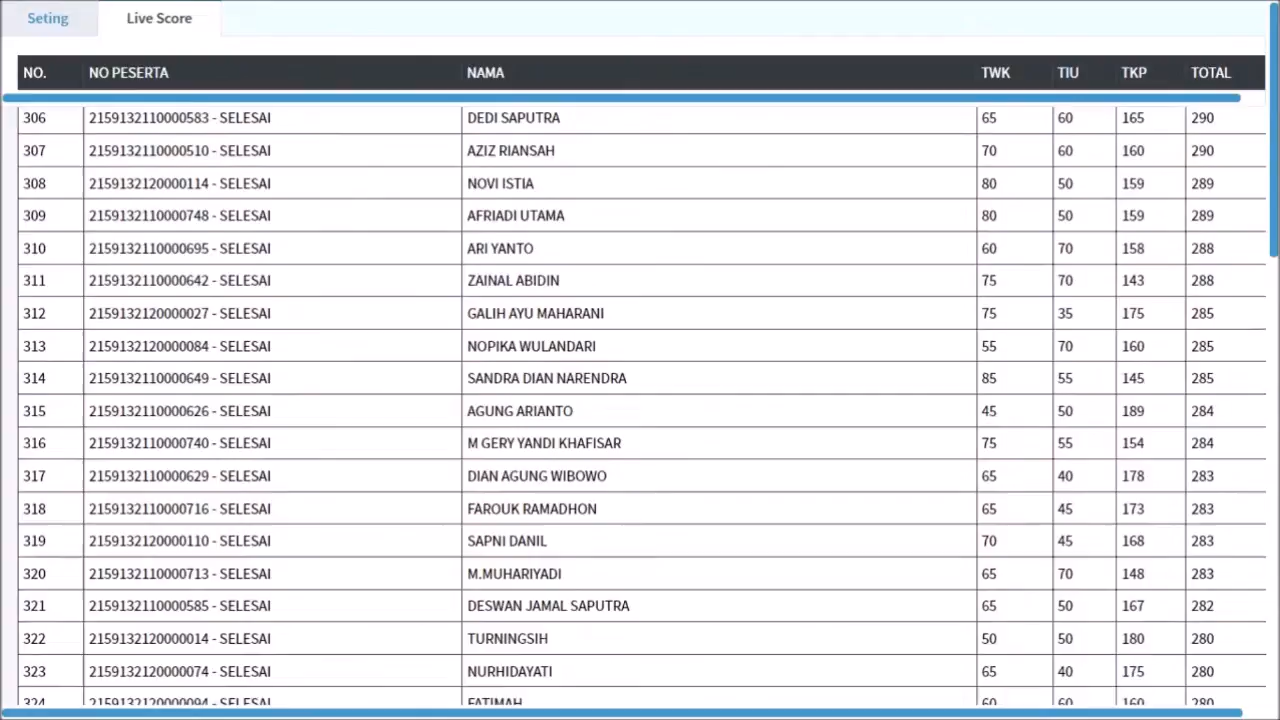 Seting Live Score
NO. NO PESERTA NAMA TWK TIU TKP TOTAL
306 2159132110000583 - SELESAI DEDI SAPUTRA 65 60 165 290
307 2159132110000510 - SELESAI AZIZ RIANSAH 70 60 160 290
308 2159132120000114 - SELESAI NOVI ISTIA 80 50 159 289
309 2159132110000748 - SELESAI AFRIADI UTAMA 80 50 159 289
310 2159132110000695 - SELESAI ARI YANTO 60 70 158 288
311 2159132110000642 - SELESAI ZAINAL ABIDIN 75 70 143 288
312 2159132120000027 - SELESAI GALIH AYU MAHARANI 75 35 175 285
313 2159132120000084 - SELESAI NOPIKA WULANDARI 55 70 160 285
314 2159132110000649 - SELESAI SANDRA DIAN NARENDRA 85 55 145 285
315 2159132110000626 - SELESAI AGUNG ARIANTO 45 50 189 284
316 2159132110000740 - SELESAI M GERY YANDI KHAFISAR 75 55 154 284
317 2159132110000629 - SELESAI DIAN AGUNG WIBOWO 65 40 178 283
318 2159132110000716 - SELESAI FAROUK RAMADHON 65 45 173 283
319 2159132120000110 - SELESAI SAPNI DANIL 70 45 168 283
320 2159132110000713 - SELESAI M.MUHARIYADI 65 70 148 283
321 2159132110000585 - SELESAI DESWAN JAMAL SAPUTRA 65 50 167 282
322 2159132120000014 - SELESAI TURNINGSIH 50 50 180 280
323 2159132120000074 - SELESAI NURHIDAYATI 65 40 175 280
324 2159132120000094 - SELESAI FATIMAH 60 60 160 280